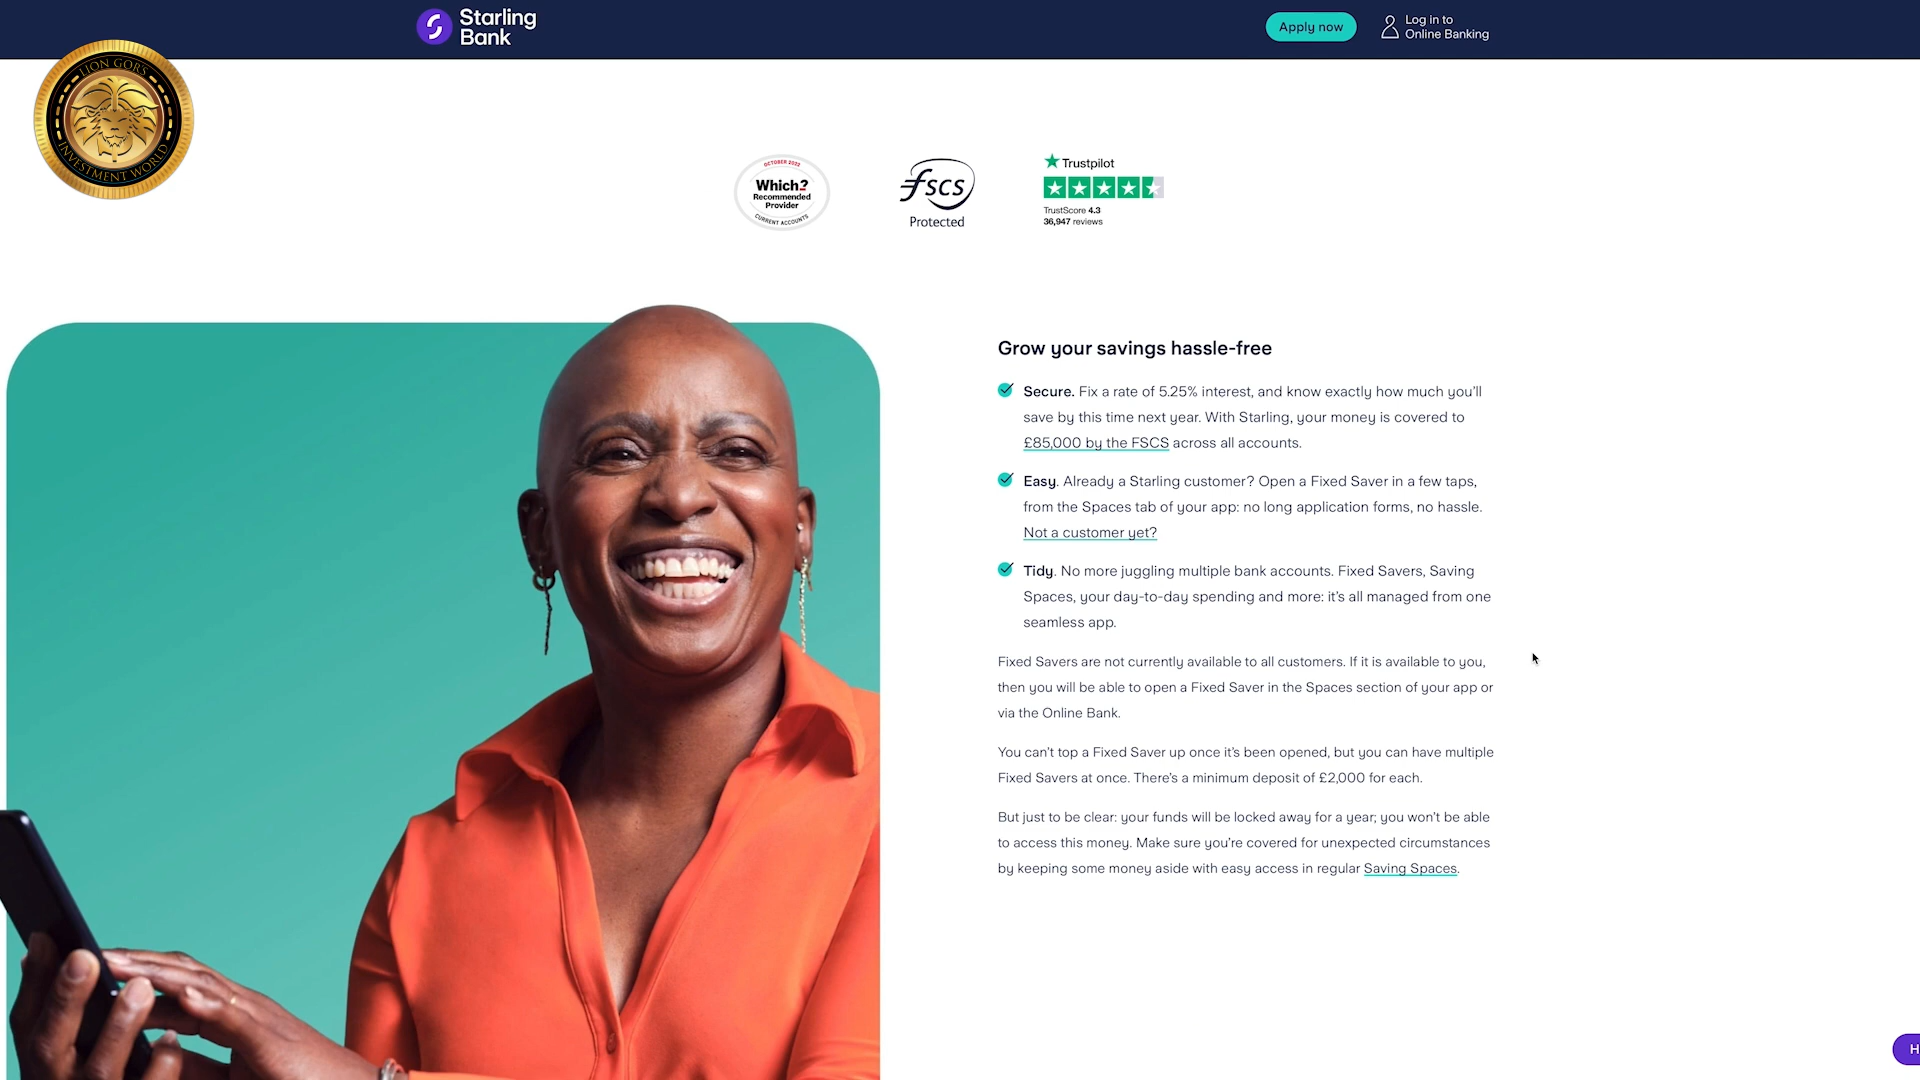 Starling
Bank
Apply now
Log in to
Online Banking
LION GOR'S
INVESTMENT WORLD
OCTOBER 2022
Which?
Recommended
Provider
CURRENT ACCOUNTS
fscs
Protected
Trustpilot
TrustScore 4.3
36,947 reviews
Grow your savings hassle-free
Secure. Fix a rate of 5.25% interest, and know exactly how much you'll
save by this time next year. With Starling, your money is covered to
£85,000 by the FSCS across all accounts.
Easy. Already a Starling customer? Open a Fixed Saver in a few taps,
from the Spaces tab of your app: no long application forms, no hassle.
Not a customer yet?
Tidy. No more juggling multiple bank accounts. Fixed Savers, Saving
Spaces, your day-to-day spending and more: it's all managed from one
seamless app.
Fixed Savers are not currently available to all customers. If it is available to you,
then you will be able to open a Fixed Saver in the Spaces section of your app or
via the Online Bank.
You can't top a Fixed Saver up once it's been opened, but you can have multiple
Fixed Savers at once. There's a minimum deposit of £2,000 for each.
But just to be clear: your funds will be locked away for a year; you won't be able
to access this money. Make sure you're covered for unexpected circumstances
by keeping some money aside with easy access in regular Saving Spaces.